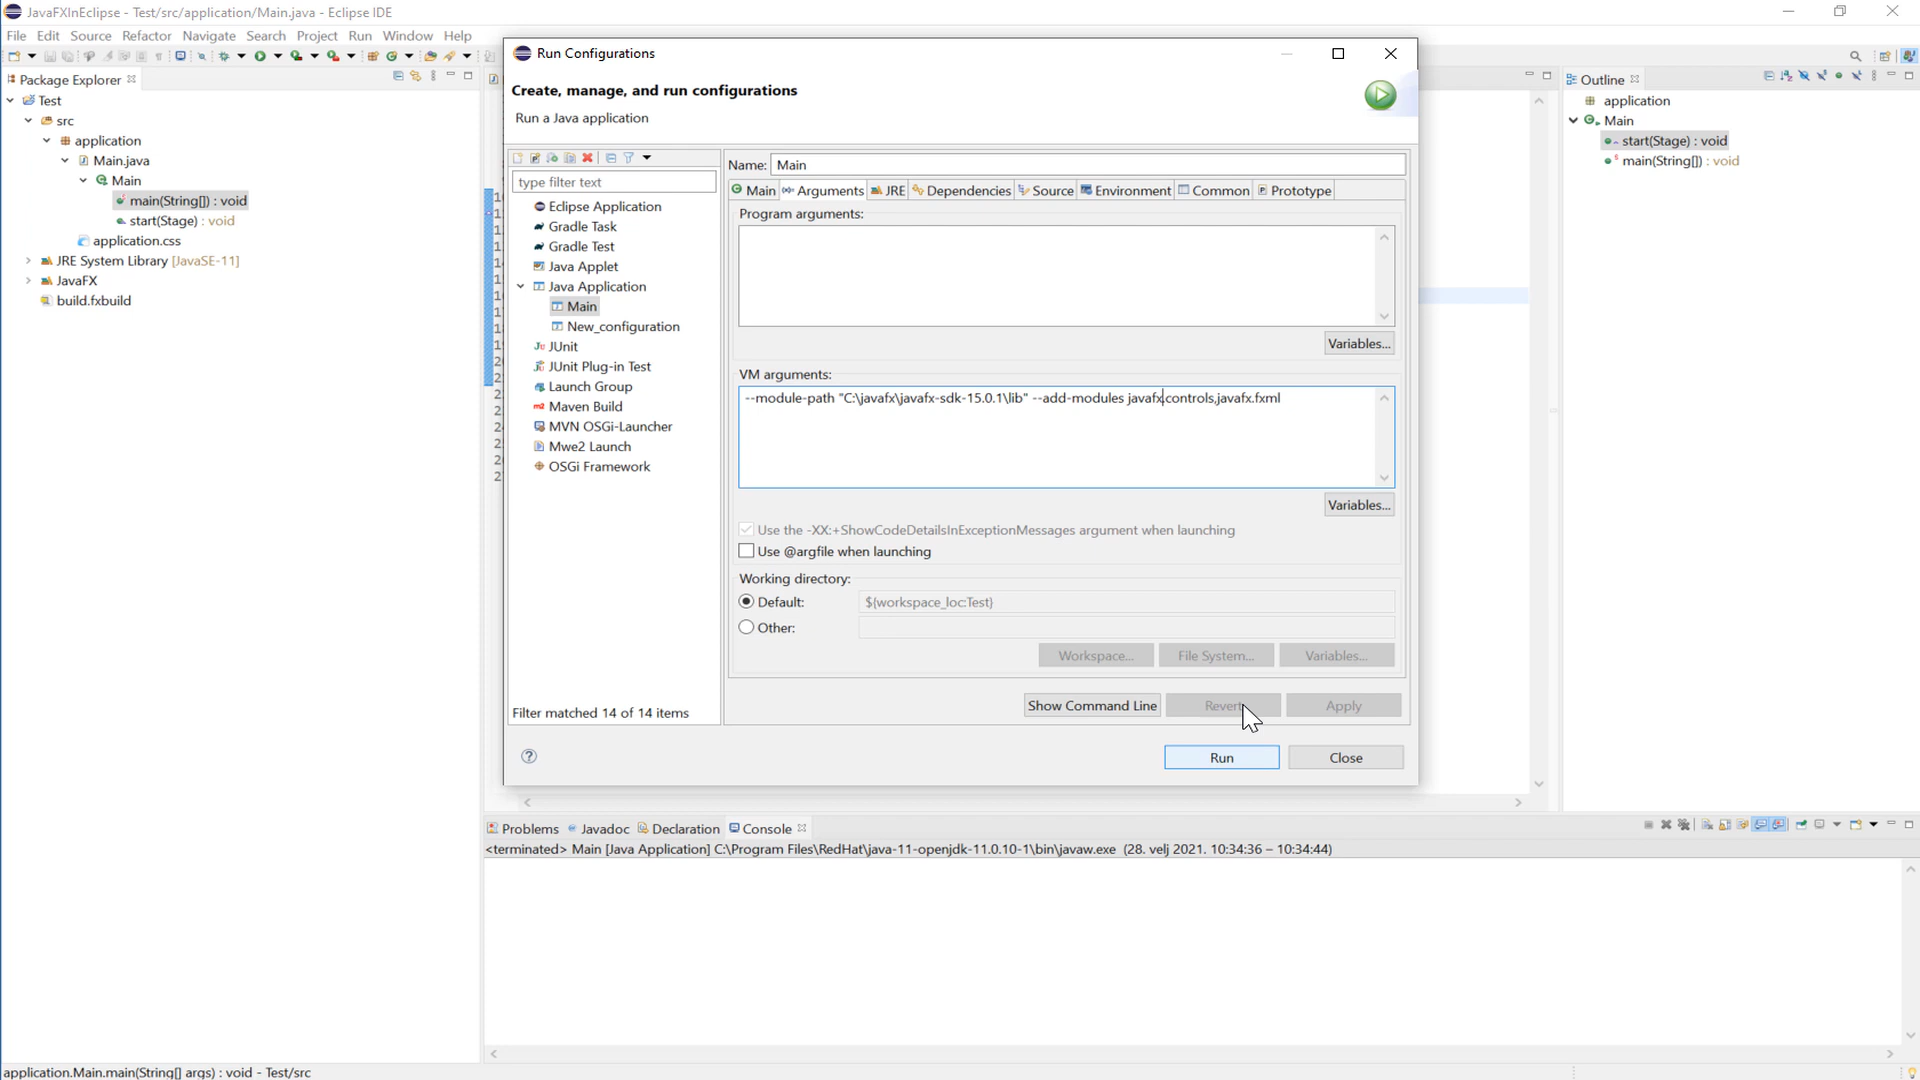 JavaFXInEclipse - Test/src/application/Main.java - Eclipse IDE
File Edit Source Refactor Navigate Search Project Run Window Help
Package Explorer
Test
src
application
Main.java
Main
main(String[]) : void
start(Stage) : void
application.css
JRE System Library [JavaSE-11]
JavaFX
build.fxbuild
Run Configurations
Create, manage, and run configurations
Run a Java application
type filter text
Eclipse Application
Gradle Task
Gradle Test
Java Applet
Java Application
Main
New_configuration
JUnit
JUnit Plug-in Test
Launch Group
Maven Build
MVN OSGi-Launcher
Mwe2 Launch
OSGi Framework
Filter matched 14 of 14 items
Name: Main
Main Arguments JRE Dependencies Source Environment Common Prototype
Program arguments:
Variables...
VM arguments:
--module-path "C:\javafx\javafx-sdk-15.0.1\lib" --add-modules javafx.controls,javafx.fxml
Variables...
Use the -XX:+ShowCodeDetailsInExceptionMessages argument when launching
Use @argfile when launching
Working directory:
Default: ${workspace_loc:Test}
Other:
Workspace... File System... Variables...
Show Command Line Revert Apply
Run Close
Outline
application
Main
start(Stage) : void
main(String[]) : void
Problems Javadoc Declaration Console
<terminated> Main [Java Application] C:\Program Files\RedHat\java-11-openjdk-11.0.10-1\bin\javaw.exe (28. velj 2021. 10:34:36 – 10:34:44)
application.Main.main(String[] args) : void - Test/src